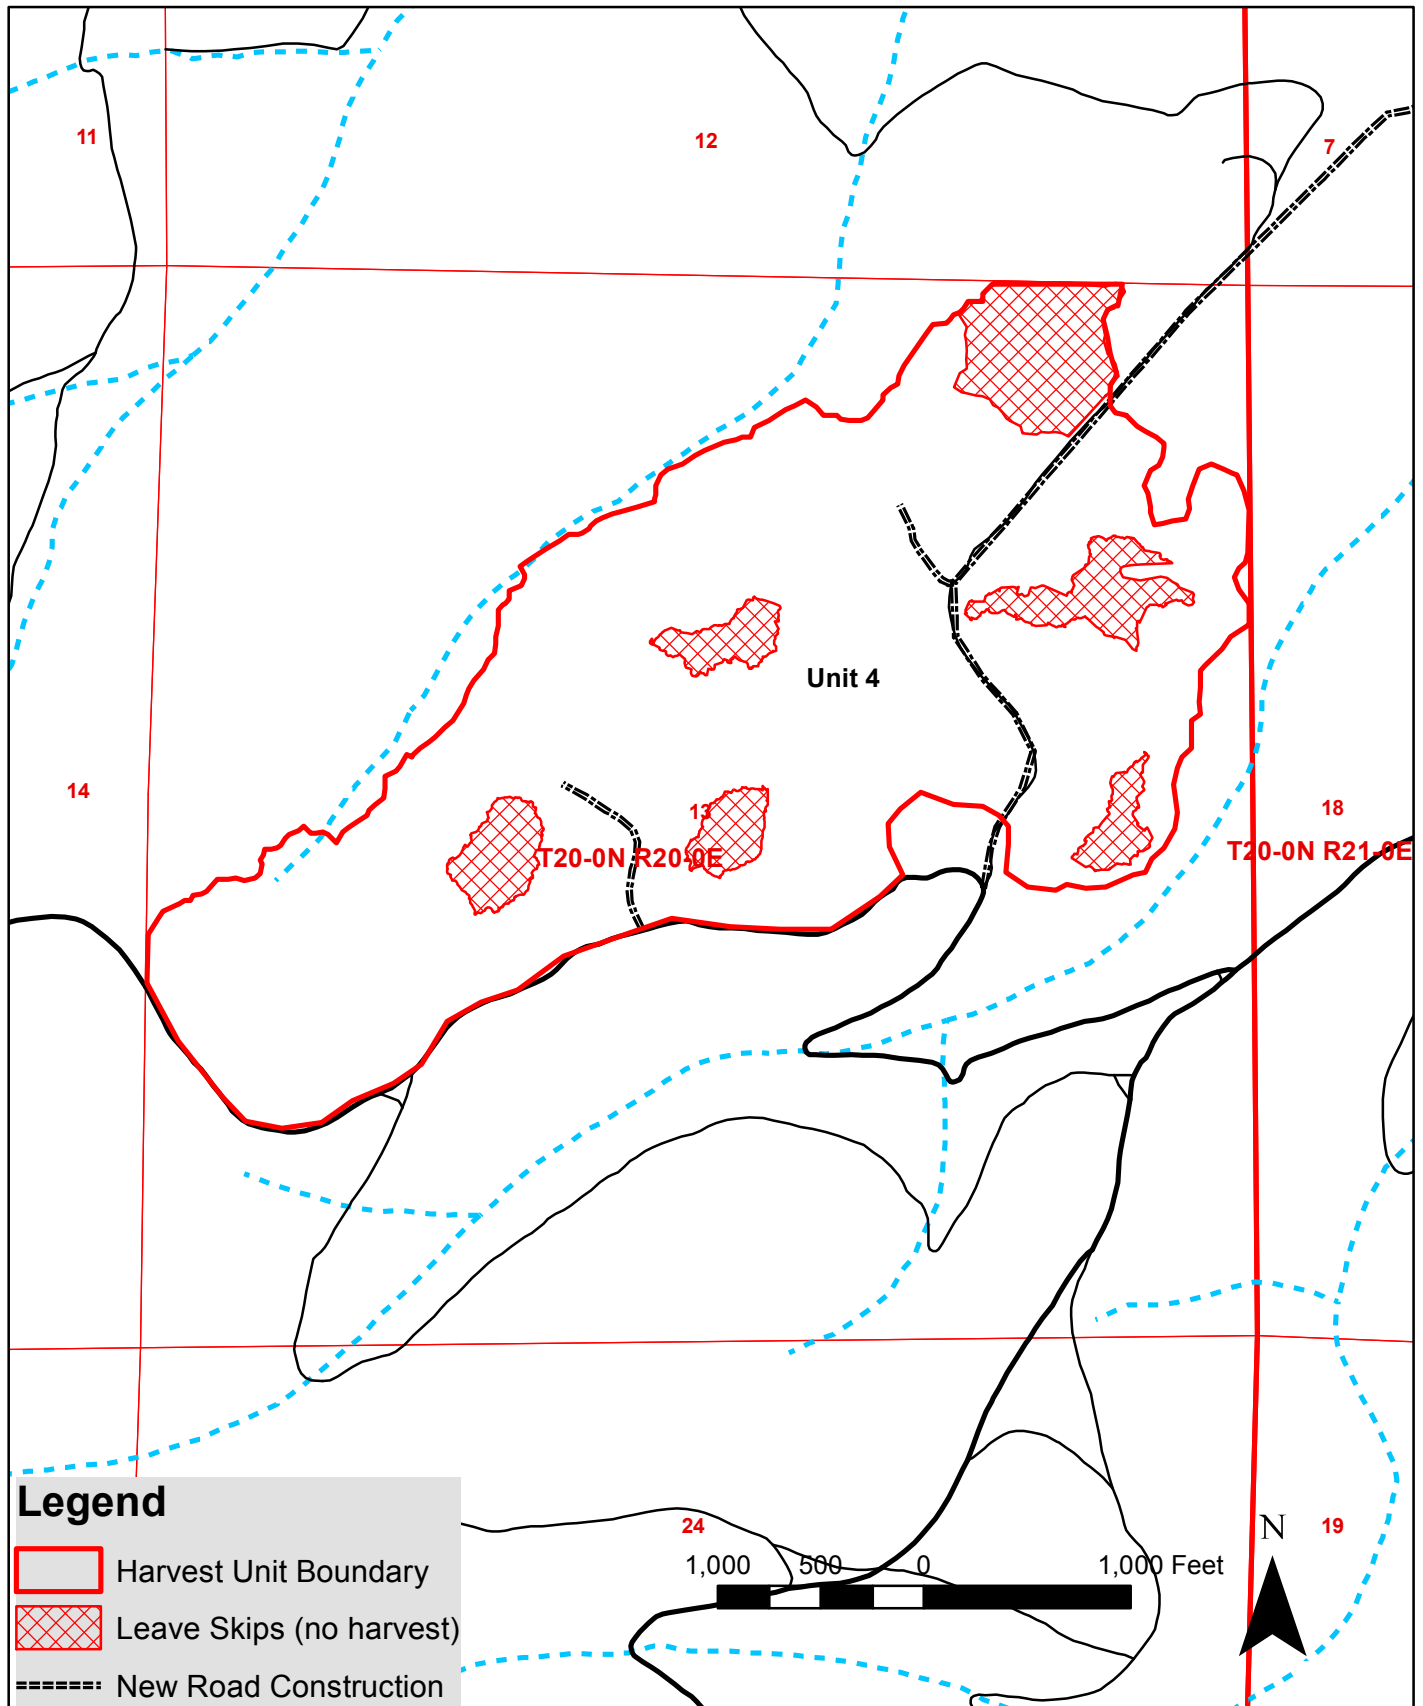 11
12
7
Unit 4
14
13
18
T20-0N R20-0E
T20-0N R21-0E
Legend
Harvest Unit Boundary
Leave Skips (no harvest)
New Road Construction
24
19
N
1,000 500 0 1,000 Feet